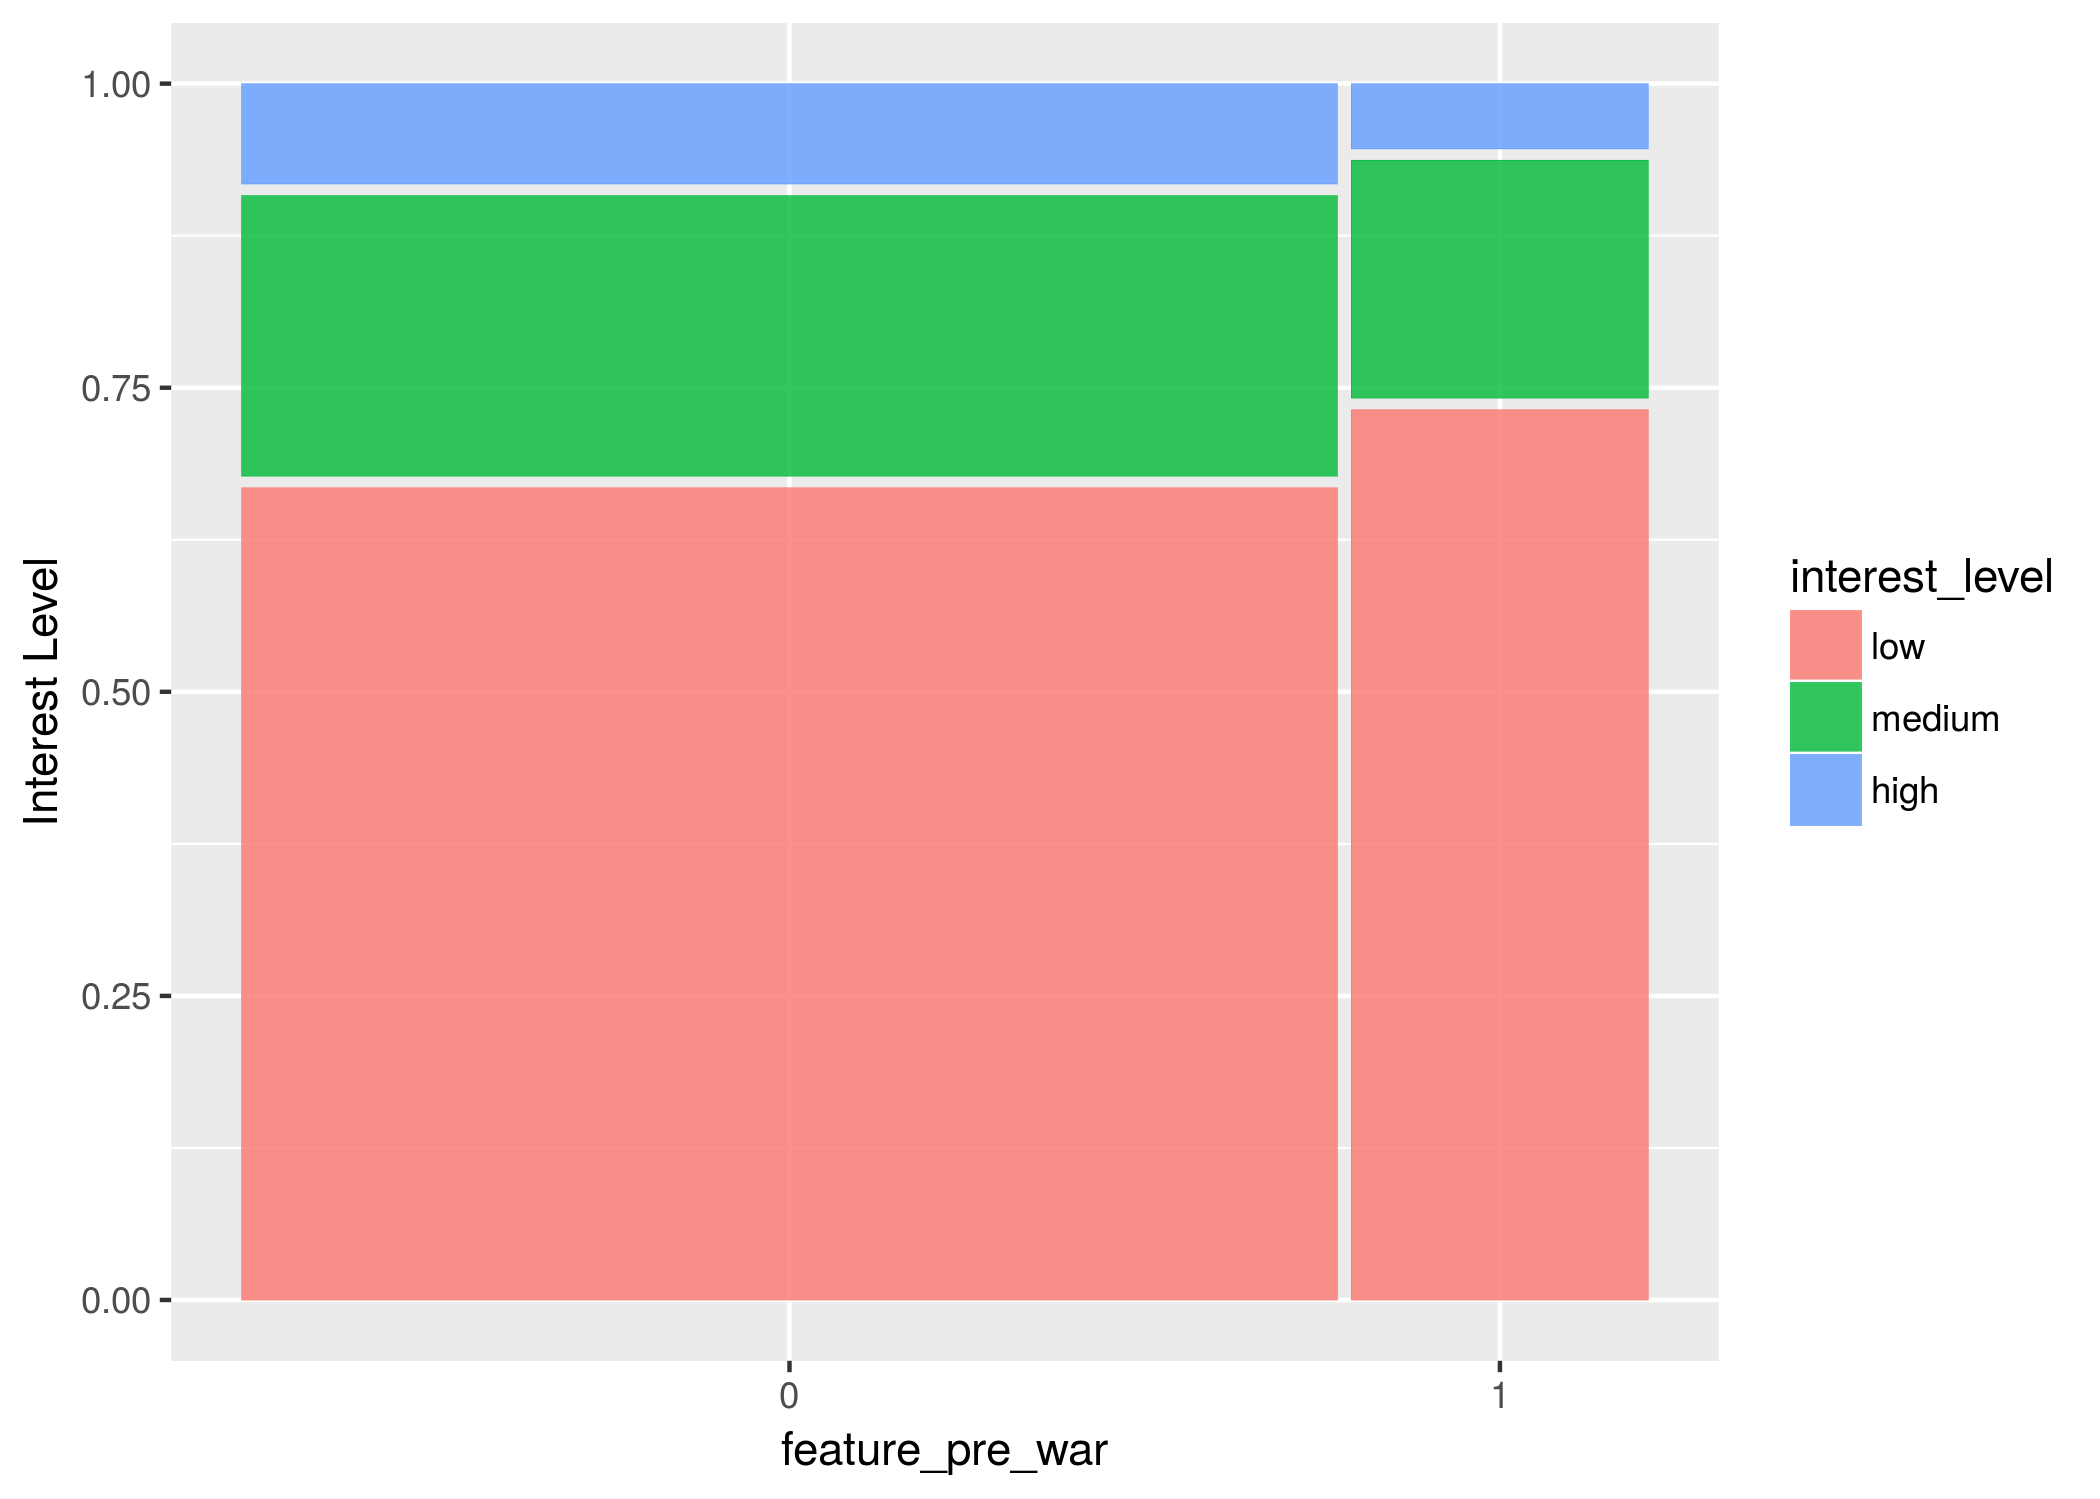 1.00
0.75
0.50
0.25
0.00
Interest Level
0
1
feature_pre_war
interest_level
low
medium
high